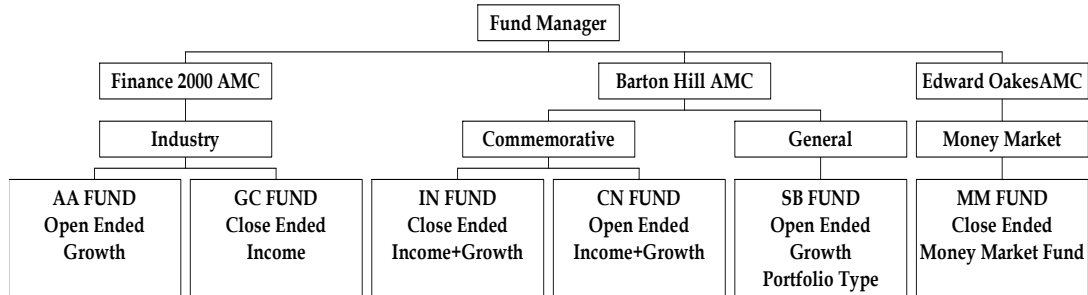 Fund Manager
Finance 2000 AMC
Barton Hill AMC
Edward OakesAMC
Industry
Commemorative
General
Money Market
AA FUND
Open Ended
Growth
GC FUND
Close Ended
Income
IN FUND
Close Ended
Income+Growth
CN FUND
Open Ended
Income+Growth
SB FUND
Open Ended
Growth
Portfolio Type
MM FUND
Close Ended
Money Market Fund